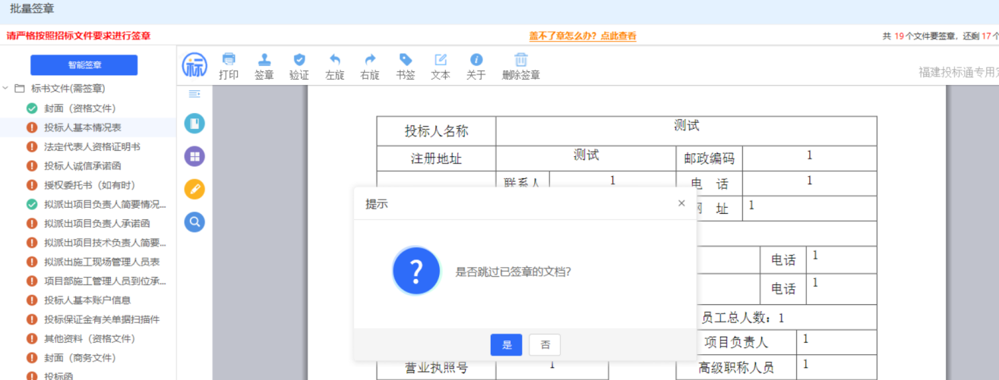 批量签章
请严格按照招标文件要求进行签章
盖不了章怎么办？点此查看
共 19个文件要签章, 还剩 17个
智能签章
标书文件(需签章)
封面（资格文件）
投标人基本情况表
法定代表人资格证明书
投标人诚信承诺函
授权委托书（如有时）
拟派出项目负责人简要情况...
拟派出项目负责人承诺函
拟派出项目技术负责人简要...
拟派出施工现场管理人员表
项目部施工管理人员到位承...
投标人基本账户信息
投标保证金有关单据扫描件
其他资料（资格文件）
封面（商务文件）
投标函
标
打印 签章 验证 左旋 右旋 书签 文本 关于 删除签章
福建投标通专用
投标人名称 测试
注册地址 测试 邮政编码 1
联系人 1 电 话 1
址 1
电话 1
电话 1
员工总人数：1
项目负责人 1
营业执照号 1 高级职称人员 1
提示
×
?
是否跳过已签章的文档?
是 否